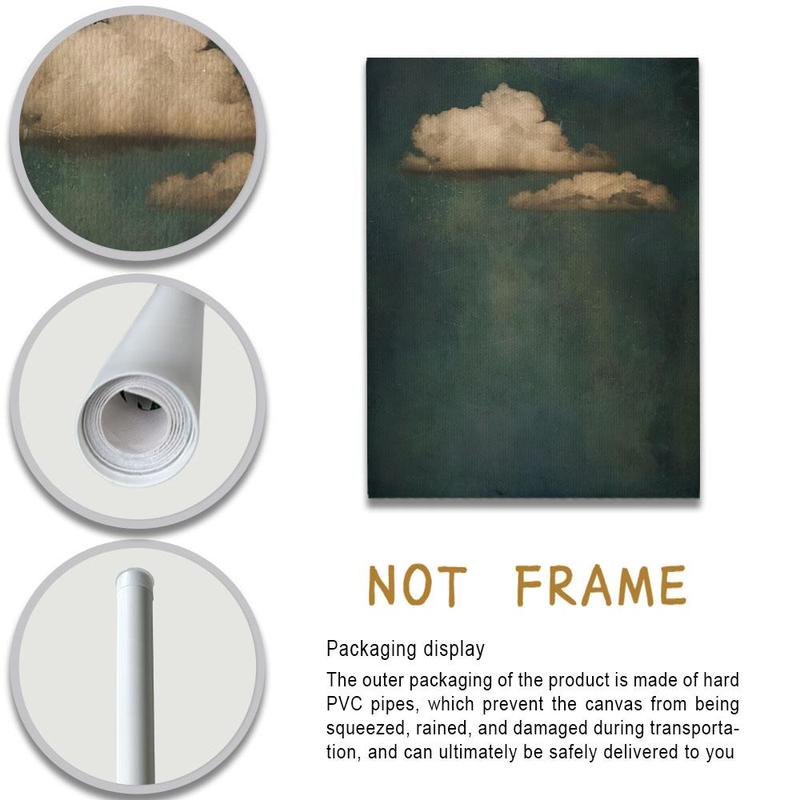 NOT FRAME
Packaging display
The outer packaging of the product is made of hard
PVC pipes, which prevent the canvas from being
squeezed, rained, and damaged during transporta-
tion, and can ultimately be safely delivered to you